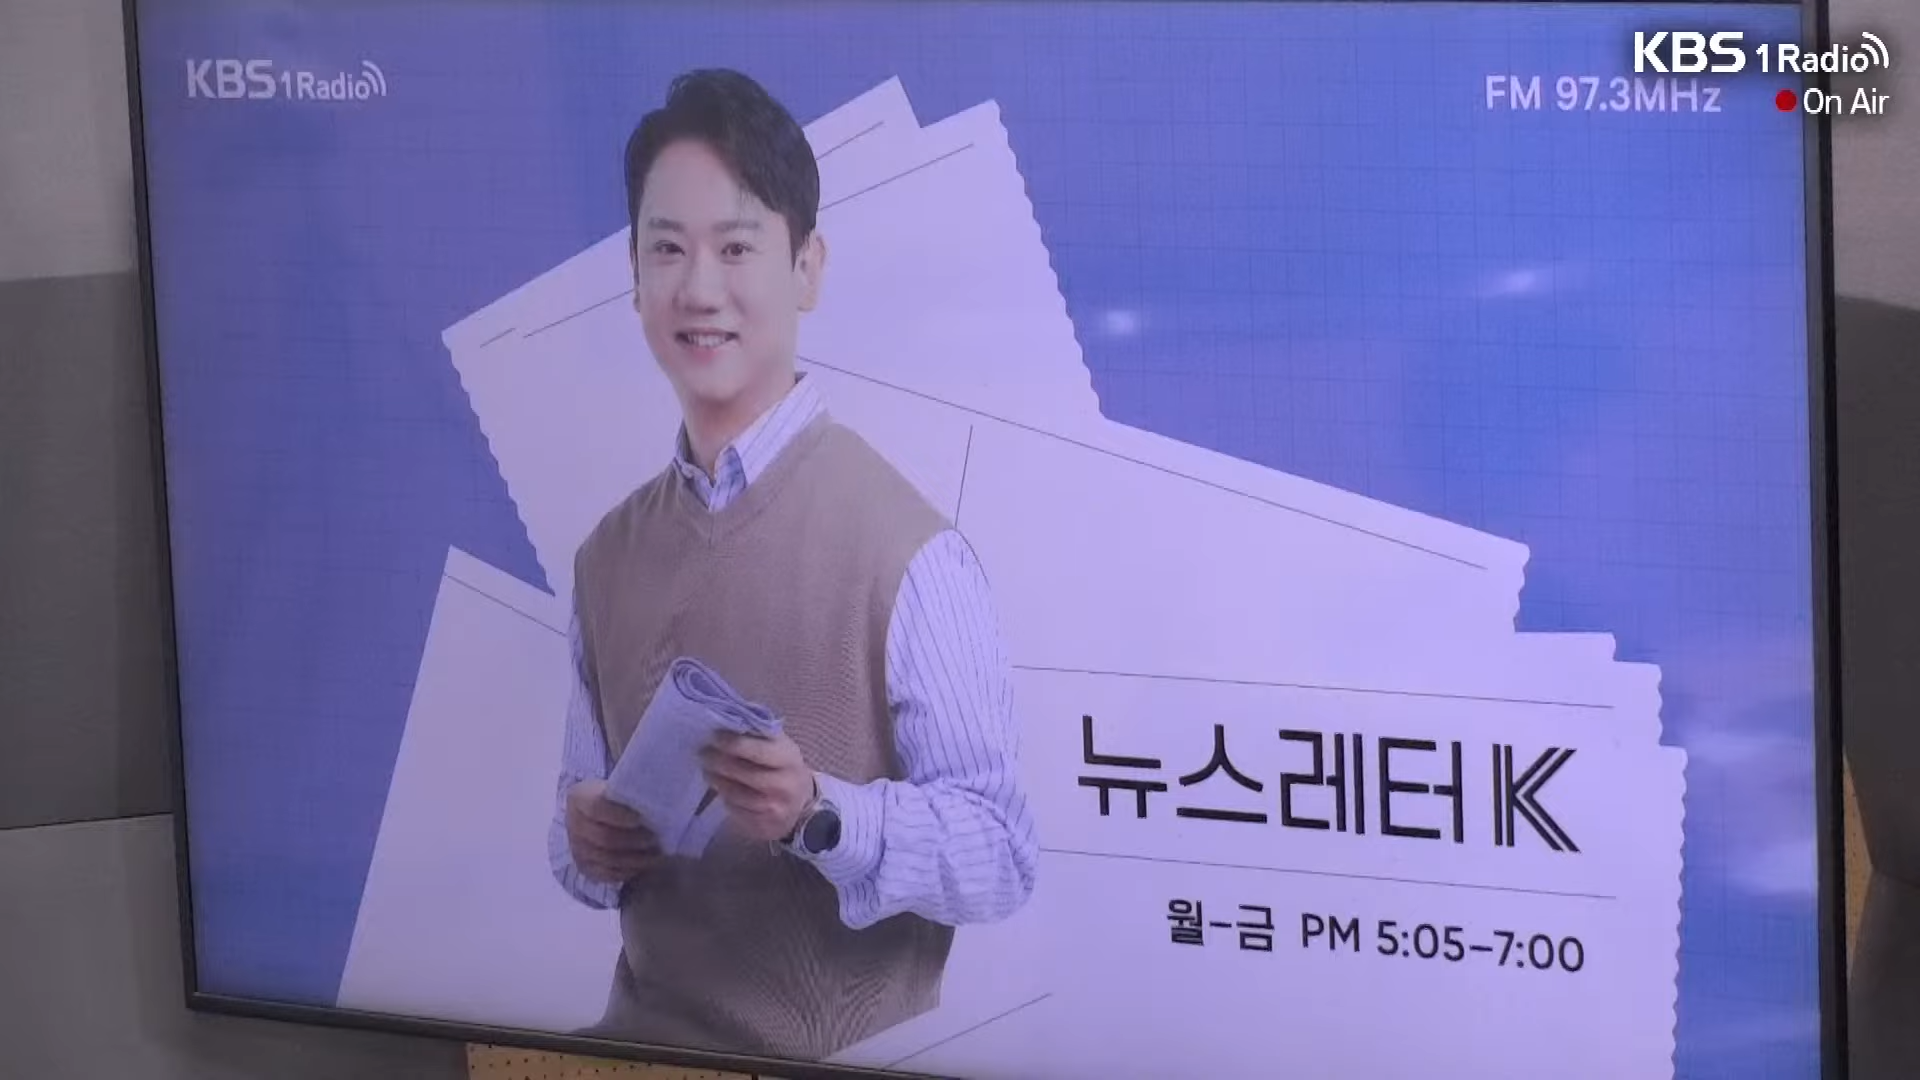 KBS 1Radio
FM 97.3MHz
KBS 1Radio
On Air
뉴스레터 K
월-금 PM 5:05-7:00